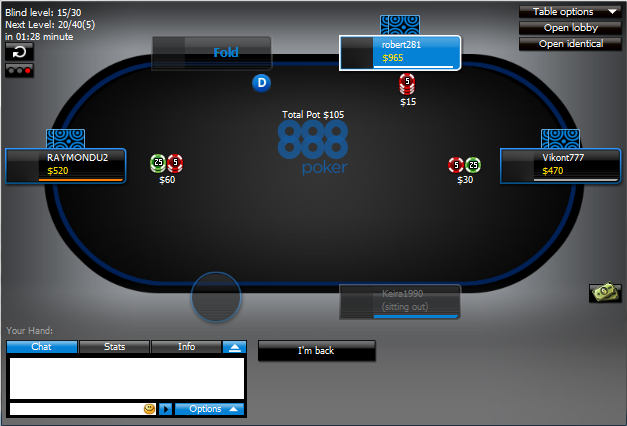 Blind level: 15/30
Next Level: 20/40(5)
in 01:28 minute
Table options
Open lobby
Open identical
Fold
robert281
$965
D
5
$15
Total Pot $105
888
poker
RAYMONDU2
$520
25 5
$60
5 25
$30
Vikont777
$470
Keira1990
(sitting out)
Your Hand:
Chat Stats Info
I'm back
Options